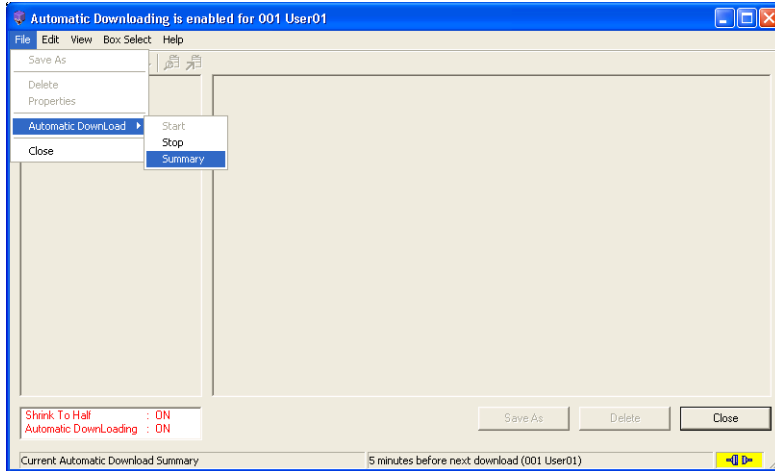 Automatic Downloading is enabled for 001 User01
File Edit View Box Select Help
Save As
Delete
Properties
Automatic DownLoad
Close
Start
Stop
Summary
Shrink To Half : ON
Automatic DownLoading : ON
Save As Delete Close
Current Automatic Download Summary 5 minutes before next download (001 User01)